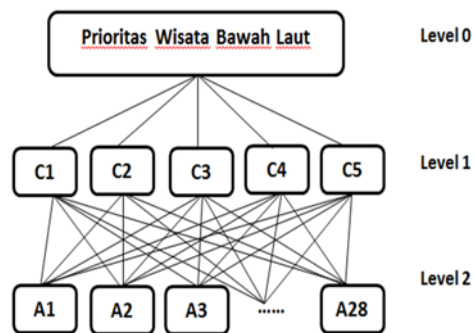 Prioritas Wisata Bawah Laut
Level 0
C1 C2 C3 C4 C5
Level 1
A1 A2 A3 ...... A28
Level 2